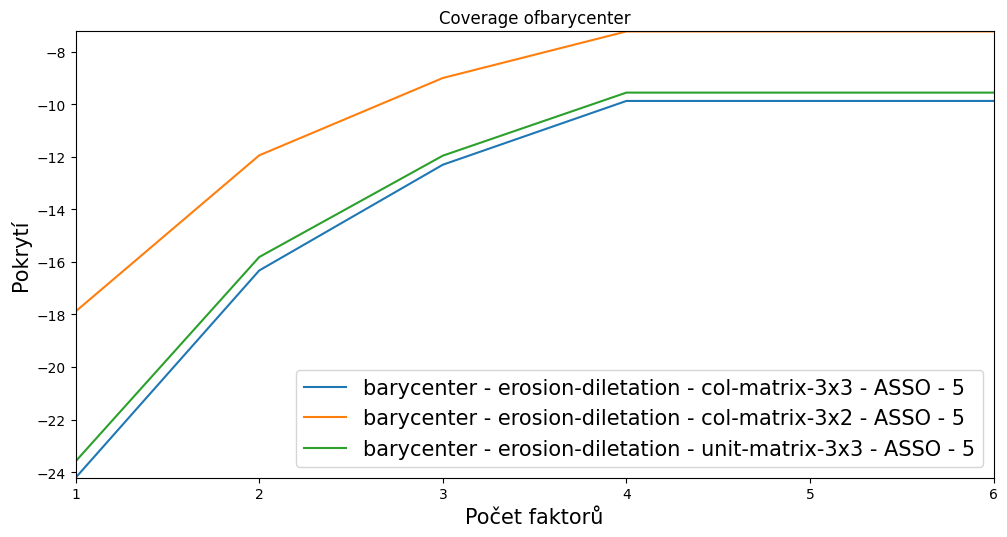 Coverage ofbarycenter
Pokrytí
−8
−10
−12
−14
−16
−18
−20
−22
−24
barycenter - erosion-diletation - col-matrix-3x3 - ASSO - 5
barycenter - erosion-diletation - col-matrix-3x2 - ASSO - 5
barycenter - erosion-diletation - unit-matrix-3x3 - ASSO - 5
1 2 3 4 5 6
Počet faktorů